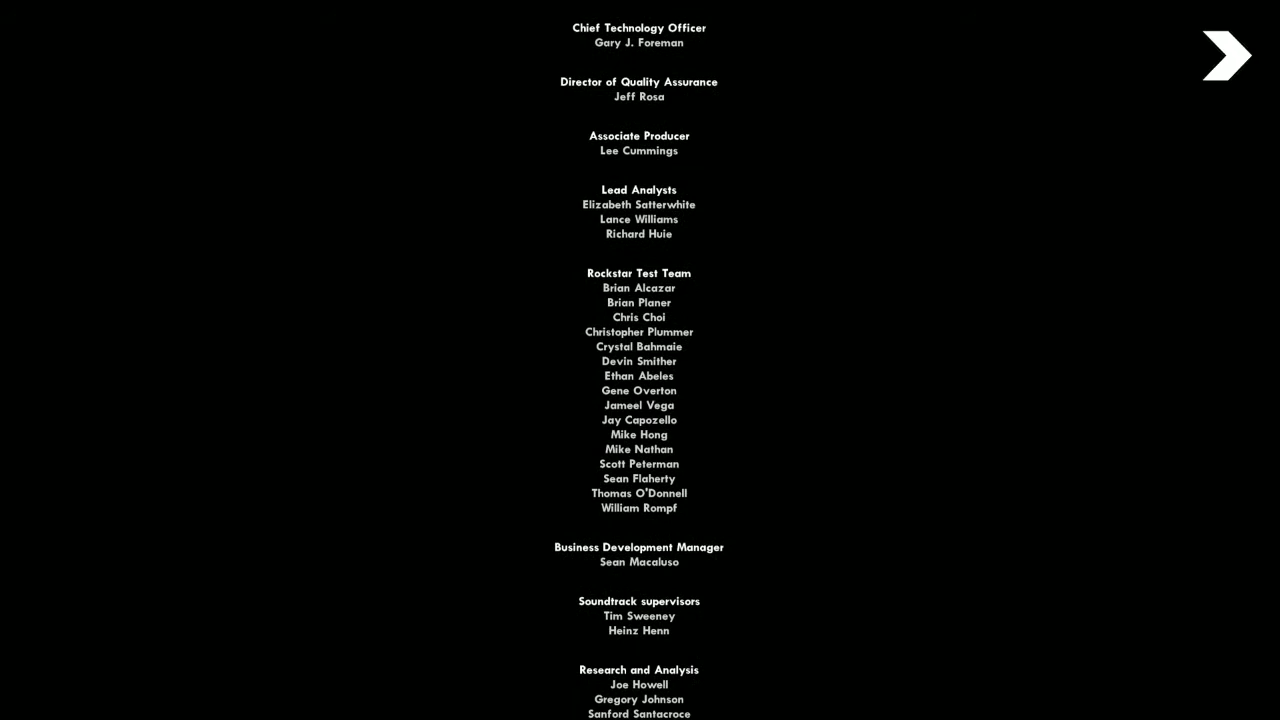 Chief Technology Officer
Gary J. Foreman
Director of Quality Assurance
Jeff Rosa
Associate Producer
Lee Cummings
Lead Analysts
Elizabeth Satterwhite
Lance Williams
Richard Huie
Rockstar Test Team
Brian Alcazar
Brian Planer
Chris Choi
Christopher Plummer
Crystal Bahmaie
Devin Smither
Ethan Abeles
Gene Overton
Jameel Vega
Jay Capozello
Mike Hong
Mike Nathan
Scott Peterman
Sean Flaherty
Thomas O'Donnell
William Rompf
Business Development Manager
Sean Macaluso
Soundtrack supervisors
Tim Sweeney
Heinz Henn
Research and Analysis
Joe Howell
Gregory Johnson
Sanford Santacroce